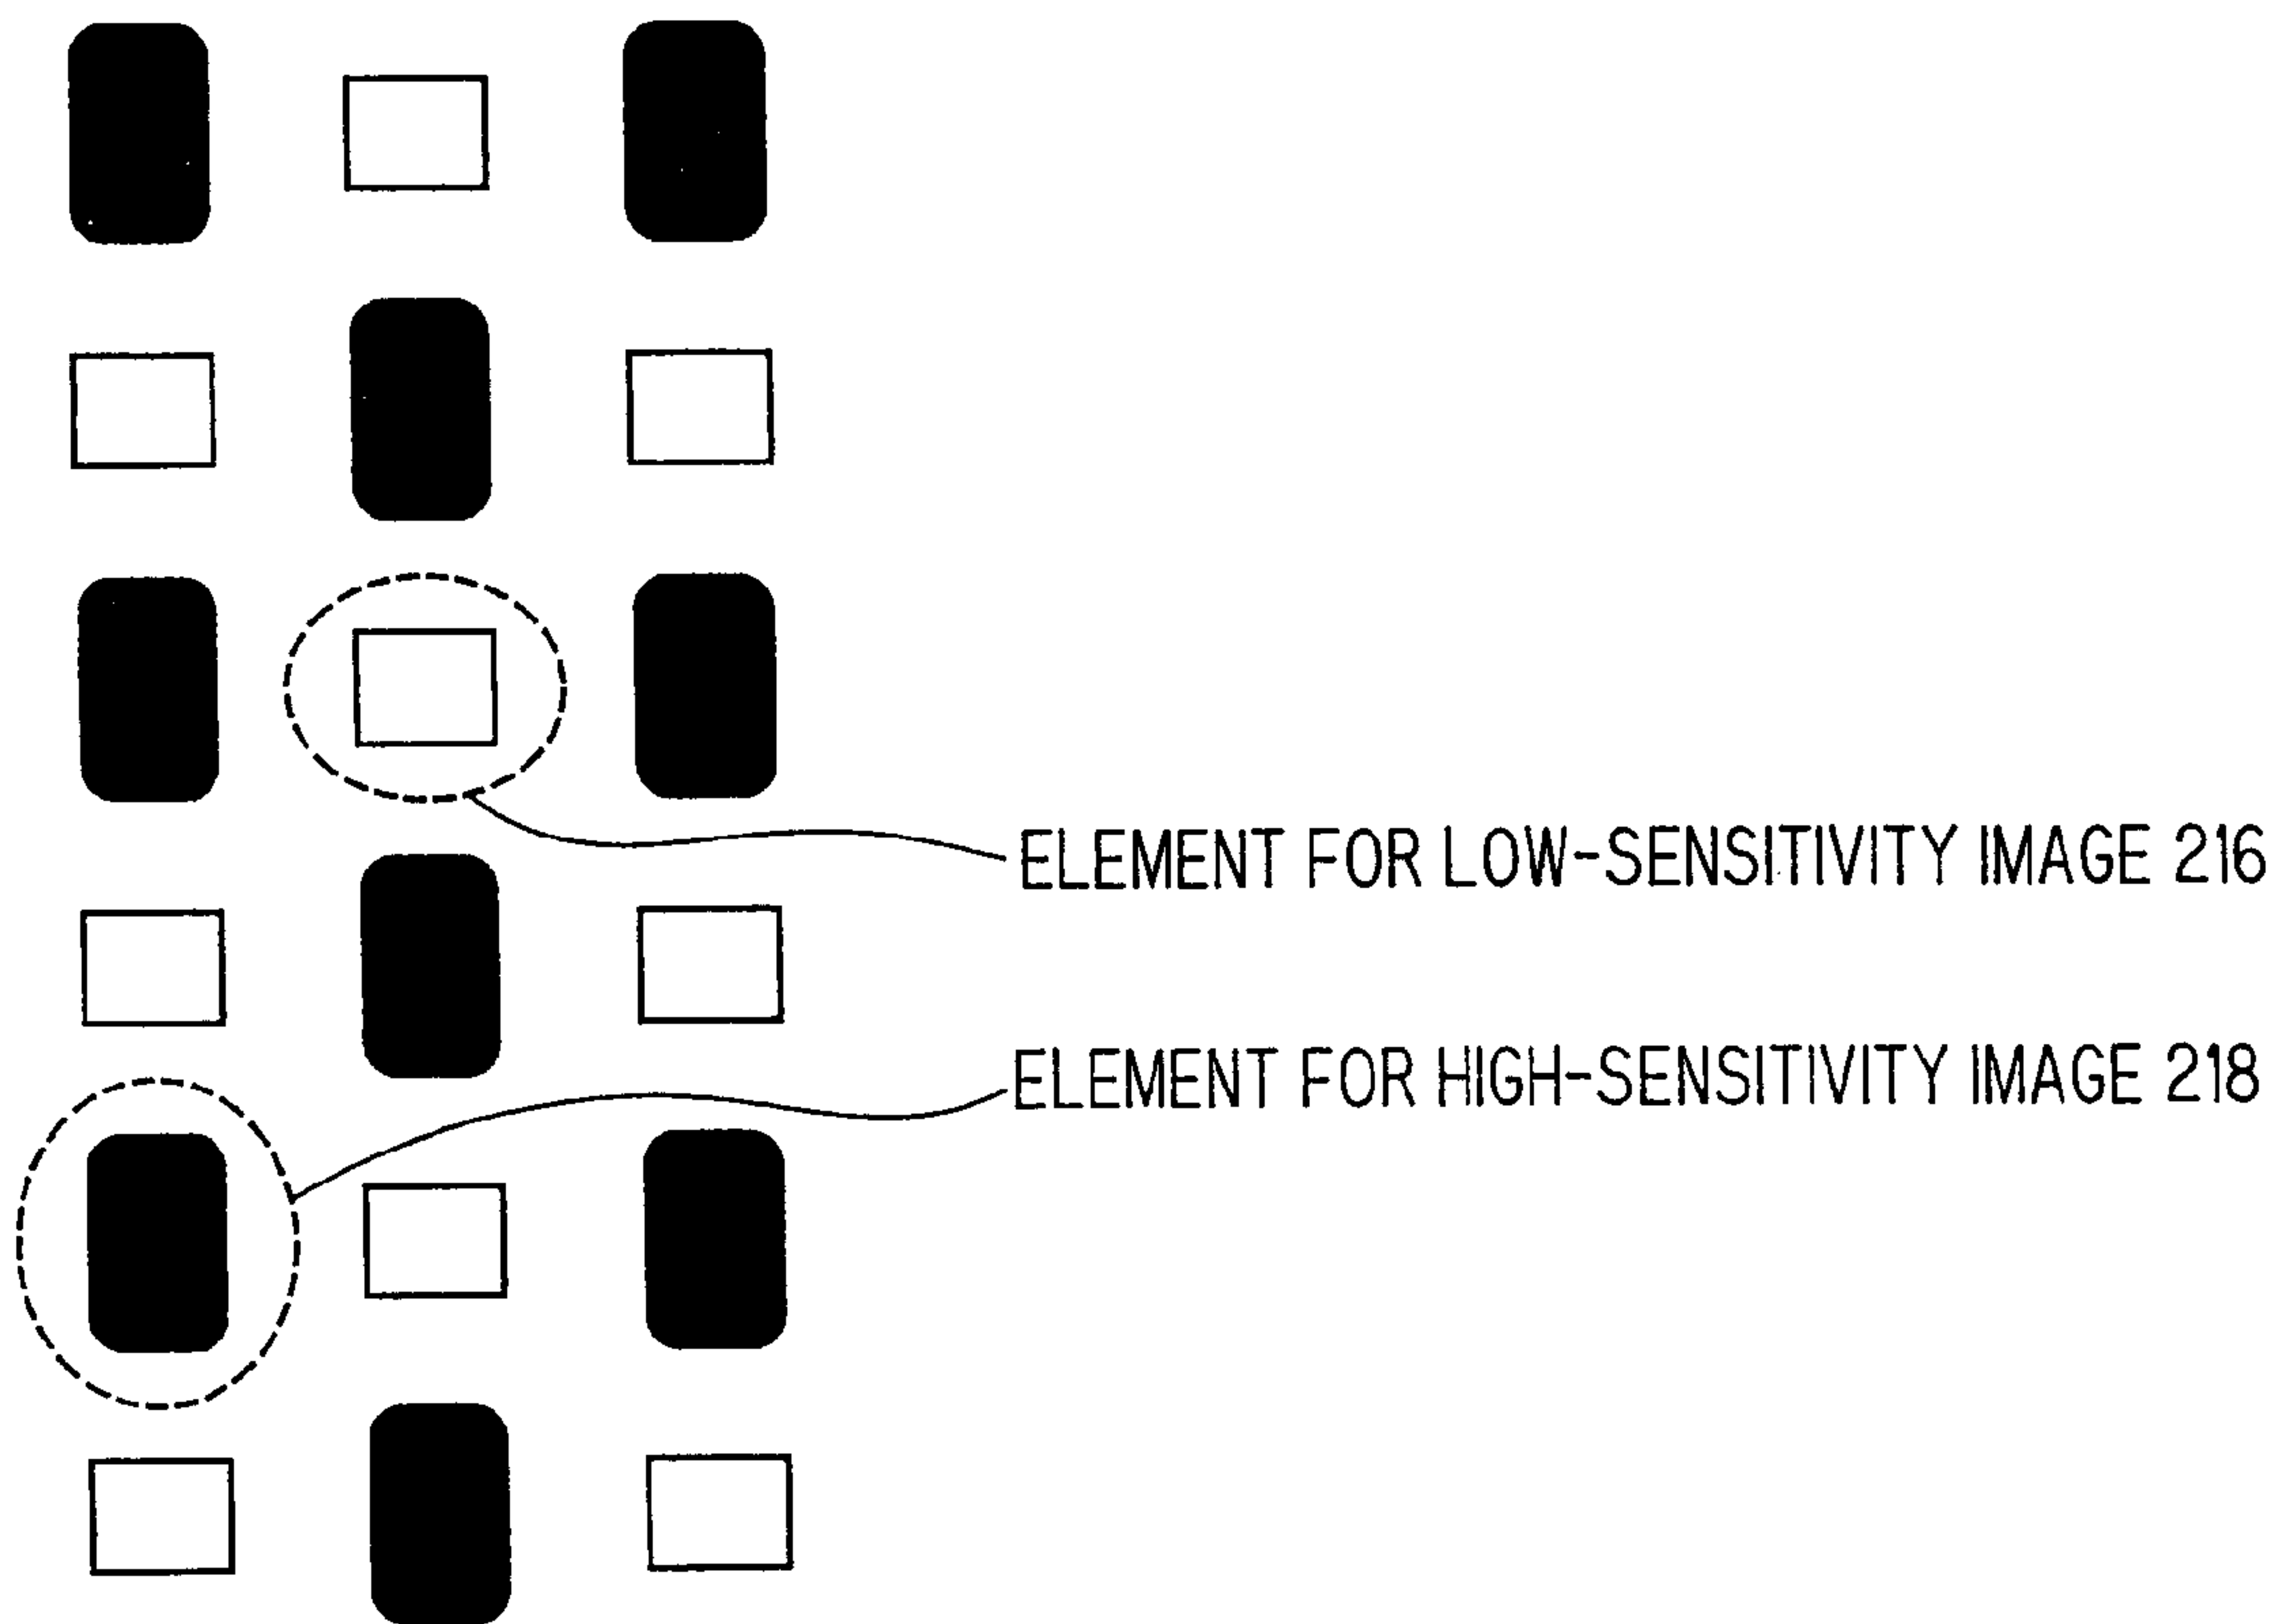 ELEMENT FOR LOW-SENSITIVITY IMAGE 216
ELEMENT FOR HIGH-SENSITIVITY IMAGE 218